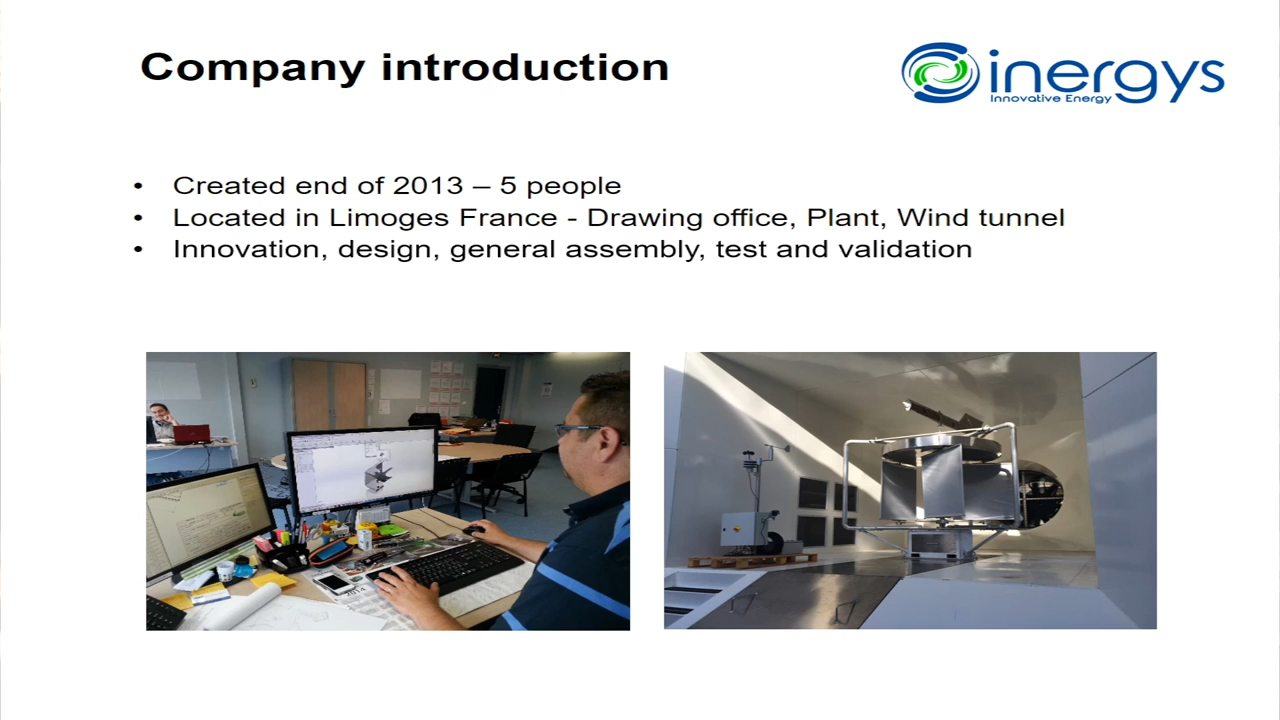 Company introduction
inergys
Innovative Energy
• Created end of 2013 – 5 people
• Located in Limoges France - Drawing office, Plant, Wind tunnel
• Innovation, design, general assembly, test and validation
2014